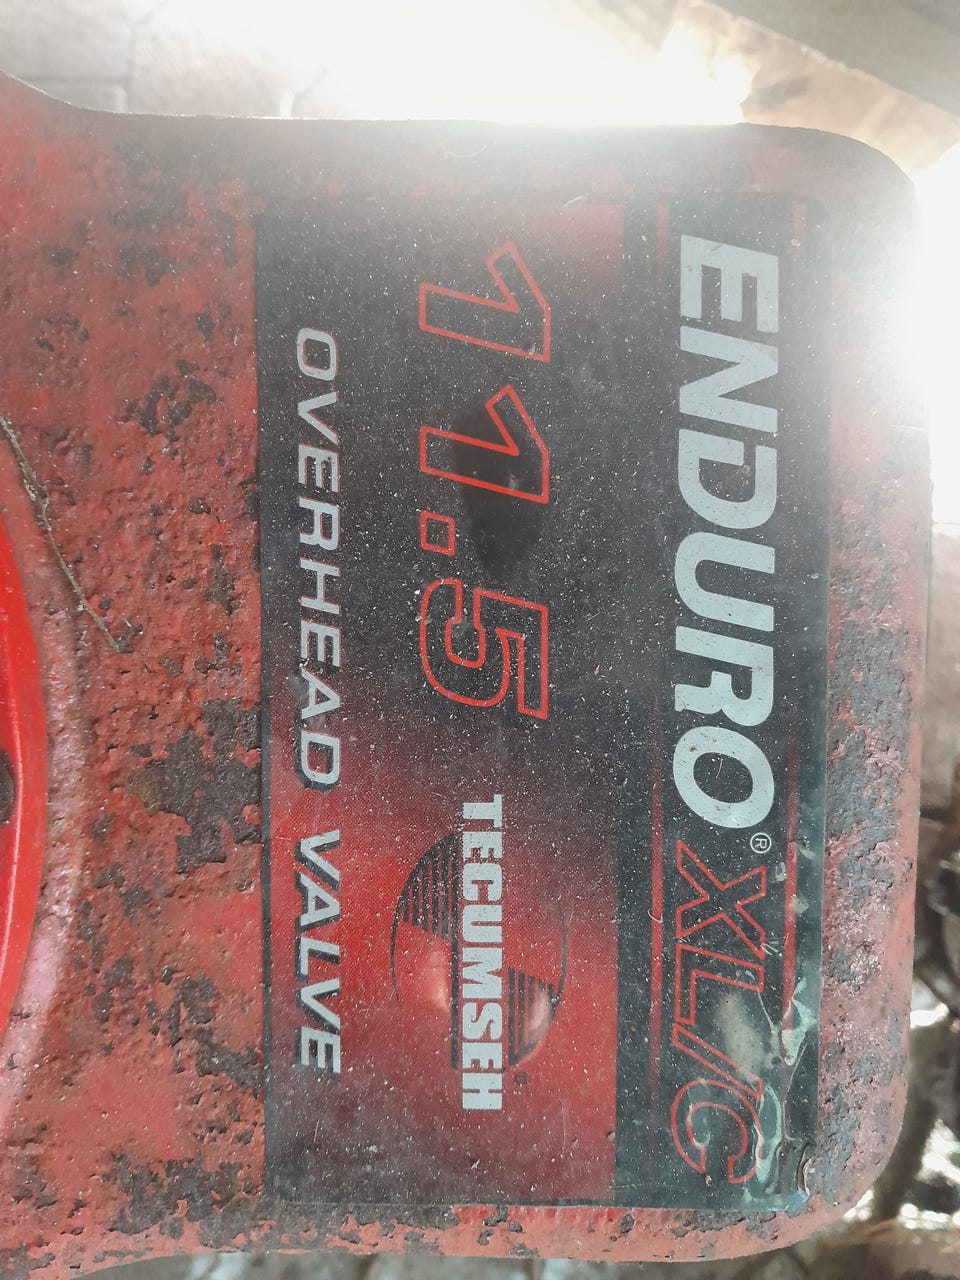 ENDURO® XL/C
11.5
TECUMSEH
OVERHEAD VALVE